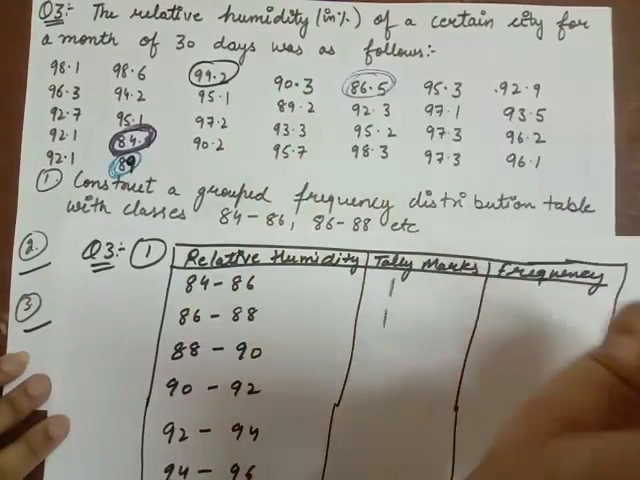 Q3:- The relative humidity (in %) of a certain city for
a month of 30 days was as follows:-
98.1 98.6 99.2 90.3 86.5 95.3 92.9
96.3 94.2 95.1 89.2 92.3 97.1 93.5
92.7 95.1 97.2 93.3 95.2 97.3 96.2
92.1 84. 90.2 95.7 98.3 97.3 96.1
92.1 89
① Construct a grouped frequency distribution table
with classes 84-86, 86-88 etc
2.
3.
Q3:- ① Relative Humidity Tally Marks Frequency
84-86 |
86-88 |
88-90
90-92
92-94
94-96